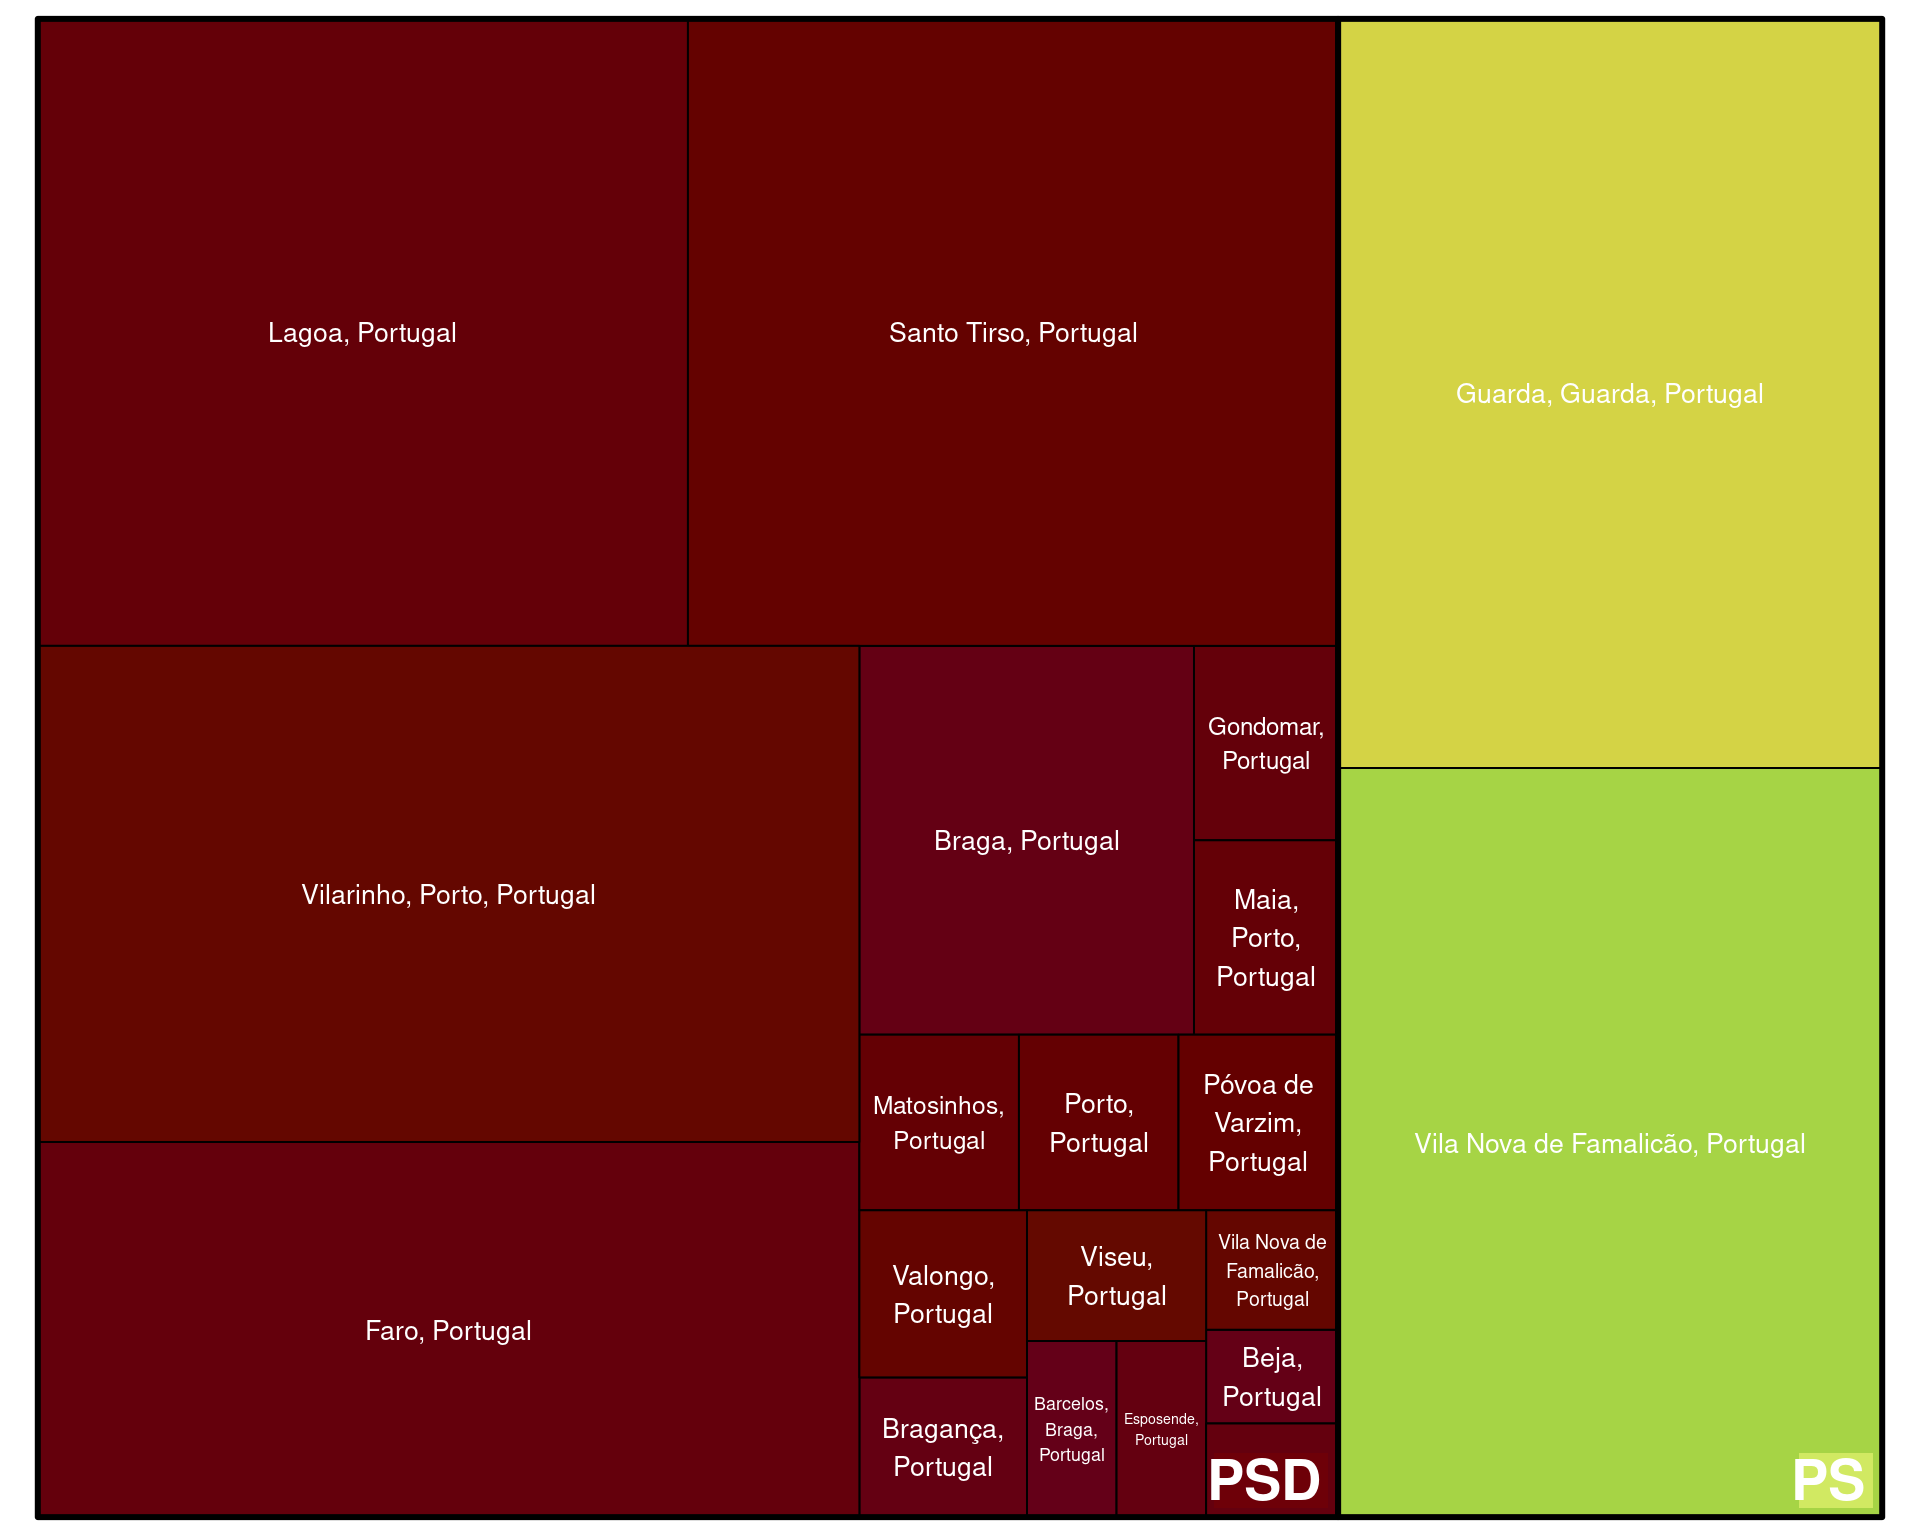 Lagoa, Portugal
Santo Tirso, Portugal
Guarda, Guarda, Portugal
Vilarinho, Porto, Portugal
Braga, Portugal
Gondomar,
Portugal
Maia,
Porto,
Portugal
Matosinhos,
Portugal
Porto,
Portugal
Póvoa de
Varzim,
Portugal
Vila Nova de Famalicão, Portugal
Faro, Portugal
Valongo,
Portugal
Viseu,
Portugal
Vila Nova de
Famalicão,
Portugal
Bragança,
Portugal
Barcelos,
Braga,
Portugal
Esposende,
Portugal
Beja,
Portugal
PSD
PS